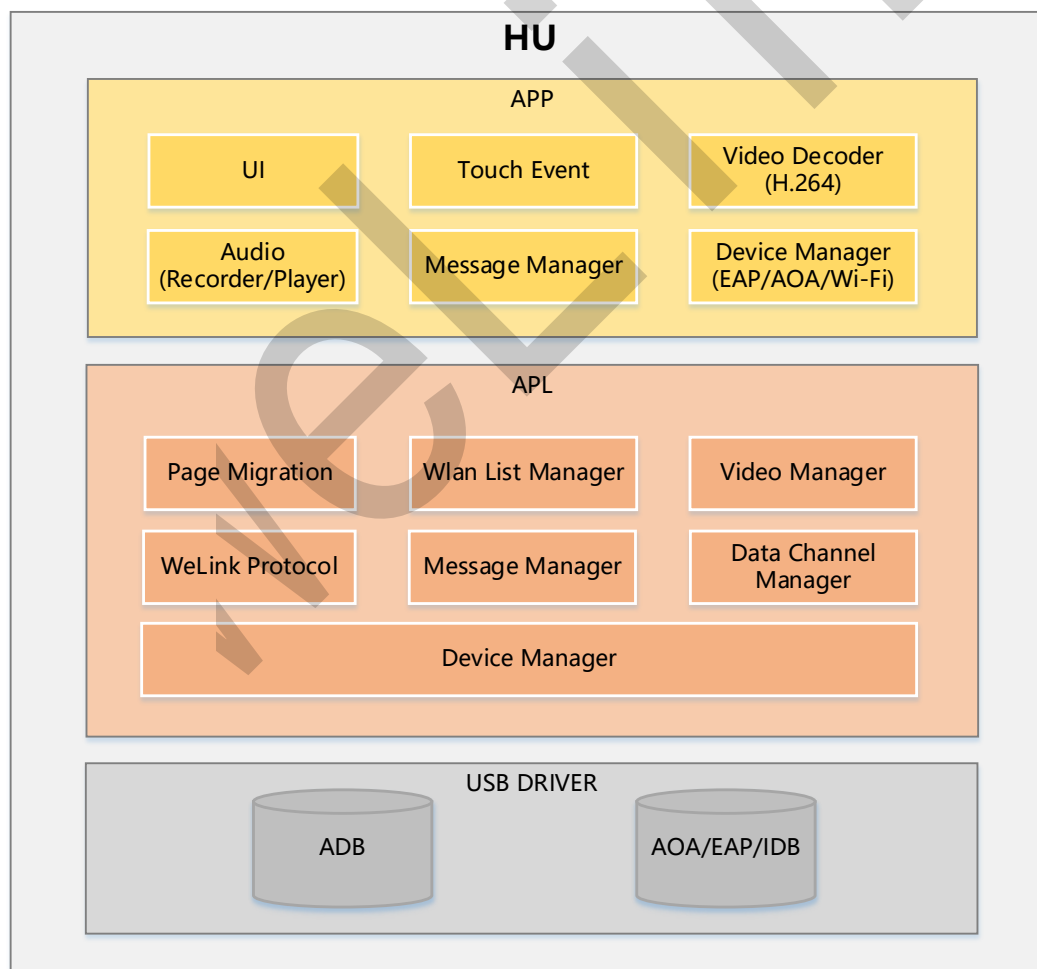 HU
APP
UI
Touch Event
Video Decoder
(H.264)
Audio
(Recorder/Player)
Message Manager
Device Manager
(EAP/AOA/Wi-Fi)
APL
Page Migration
Wlan List Manager
Video Manager
WeLink Protocol
Message Manager
Data Channel
Manager
Device Manager
USB DRIVER
ADB
AOA/EAP/IDB